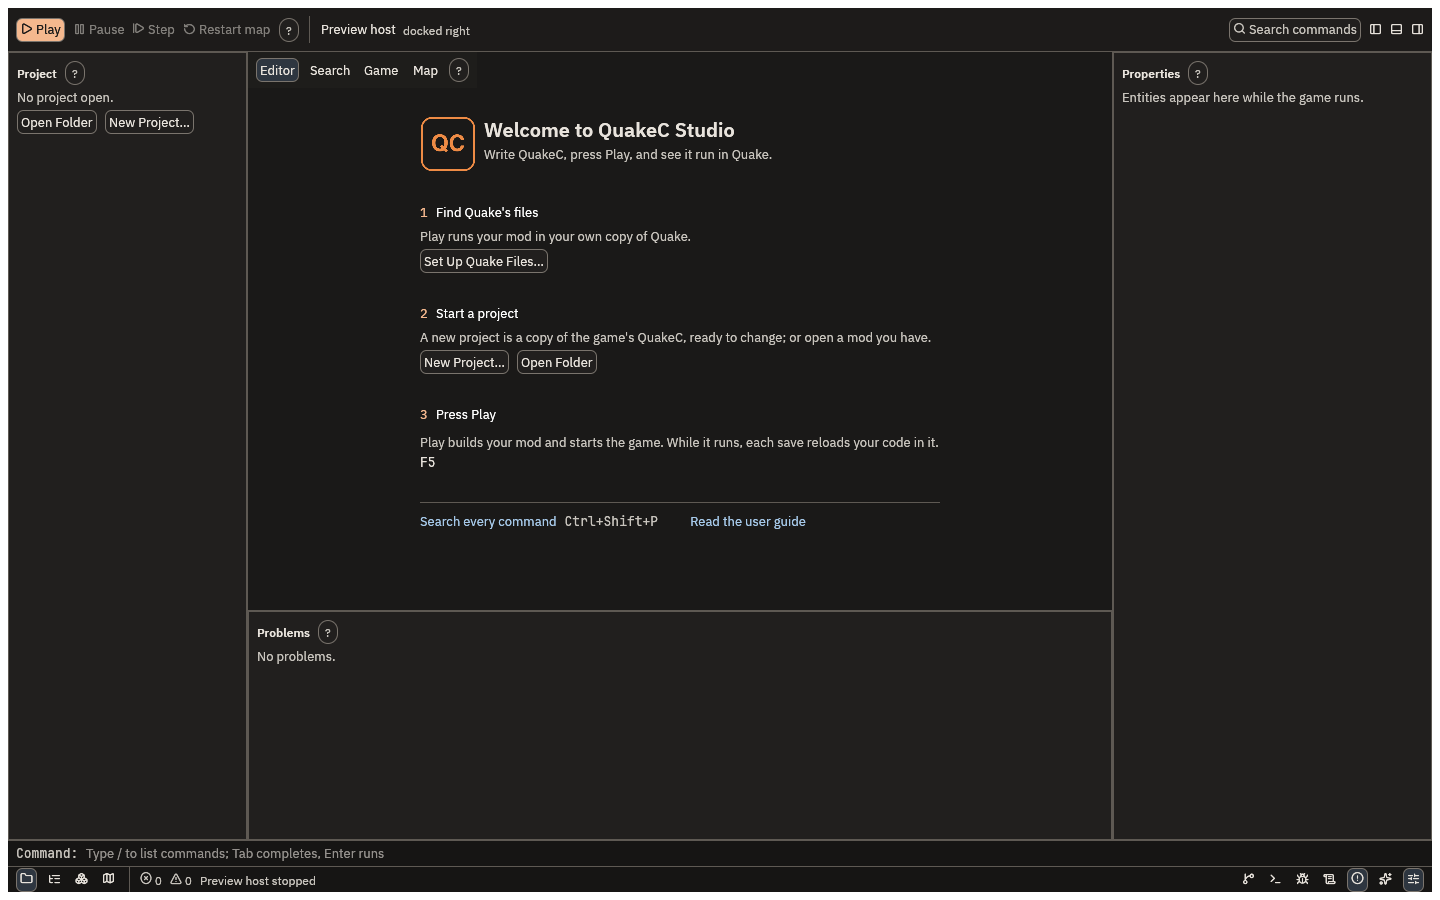 Play Pause Step Restart map ? Preview host docked right Search commands
Project ?
No project open.
Open Folder New Project...
Editor Search Game Map ?
QC
Welcome to QuakeC Studio
Write QuakeC, press Play, and see it run in Quake.
1 Find Quake's files
Play runs your mod in your own copy of Quake.
Set Up Quake Files...
2 Start a project
A new project is a copy of the game's QuakeC, ready to change; or open a mod you have.
New Project... Open Folder
3 Press Play
Play builds your mod and starts the game. While it runs, each save reloads your code in it.
F5
Search every command Ctrl+Shift+P Read the user guide
Problems ?
No problems.
Properties ?
Entities appear here while the game runs.
Command: Type / to list commands; Tab completes, Enter runs
0 0 Preview host stopped